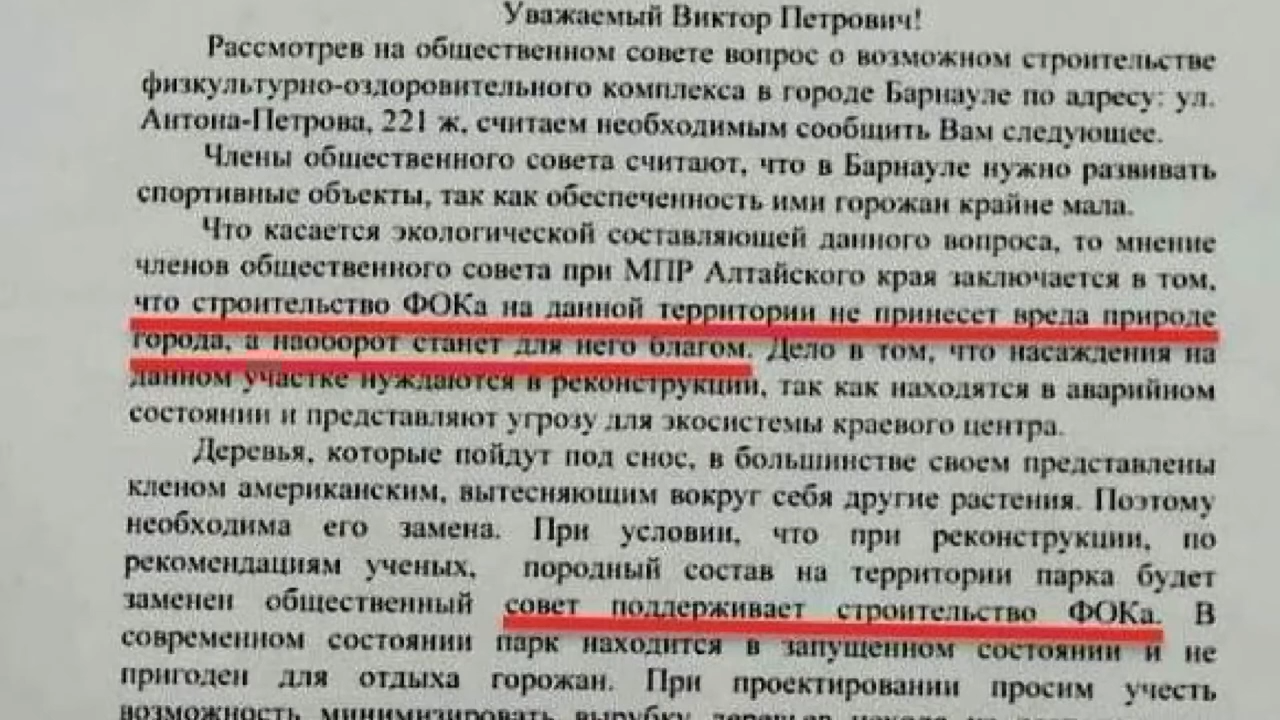 Уважаемый Виктор Петрович!
Рассмотрев на общественном совете вопрос о возможном строительстве
физкультурно-оздоровительного комплекса в городе Барнауле по адресу: ул.
Антона-Петрова, 221 ж, считаем необходимым сообщить Вам следующее.
Члены общественного совета считают, что в Барнауле нужно развивать
спортивные объекты, так как обеспеченность ими горожан крайне мала.
Что касается экологической составляющей данного вопроса, то мнение
членов общественного совета при МПР Алтайского края заключается в том,
что строительство ФОКа на данной территории не принесет вреда природе
города, а наоборот станет для него благом. Дело в том, что насаждения на
данном участке нуждаются в реконструкции, так как находятся в аварийном
состоянии и представляют угрозу для экосистемы краевого центра.
Деревья, которые пойдут под снос, в большинстве своем представлены
кленом американским, вытесняющим вокруг себя другие растения. Поэтому
необходима его замена. При условии, что при реконструкции, по
рекомендациям ученых, породный состав на территории парка будет
заменен общественный совет поддерживает строительство ФОКа. В
современном состоянии парк находится в запущенном состоянии и не
пригоден для отдыха горожан. При проектировании просим учесть
возможность минимизировать вырубку деревьев